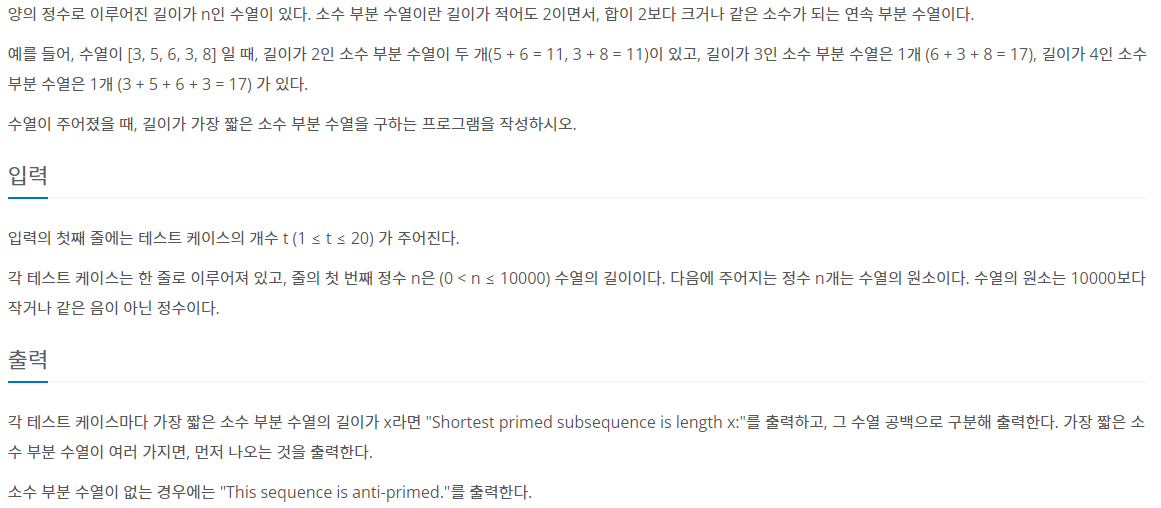 양의 정수로 이루어진 길이가 n인 수열이 있다. 소수 부분 수열이란 길이가 적어도 2이면서, 합이 2보다 크거나 같은 소수가 되는 연속 부분 수열이다.
예를 들어, 수열이 [3, 5, 6, 3, 8] 일 때, 길이가 2인 소수 부분 수열이 두 개(5 + 6 = 11, 3 + 8 = 11)이 있고, 길이가 3인 소수 부분 수열은 1개 (6 + 3 + 8 = 17), 길이가 4인 소수
부분 수열은 1개 (3 + 5 + 6 + 3 = 17) 가 있다.
수열이 주어졌을 때, 길이가 가장 짧은 소수 부분 수열을 구하는 프로그램을 작성하시오.
입력
입력의 첫째 줄에는 테스트 케이스의 개수 t (1 ≤ t ≤ 20) 가 주어진다.
각 테스트 케이스는 한 줄로 이루어져 있고, 줄의 첫 번째 정수 n은 (0 < n ≤ 10000) 수열의 길이이다. 다음에 주어지는 정수 n개는 수열의 원소이다. 수열의 원소는 10000보다
작거나 같은 음이 아닌 정수이다.
출력
각 테스트 케이스마다 가장 짧은 소수 부분 수열의 길이가 x라면 "Shortest primed subsequence is length x:"를 출력하고, 그 수열 공백으로 구분해 출력한다. 가장 짧은 소
수 부분 수열이 여러 가지면, 먼저 나오는 것을 출력한다.
소수 부분 수열이 없는 경우에는 "This sequence is anti-primed."를 출력한다.